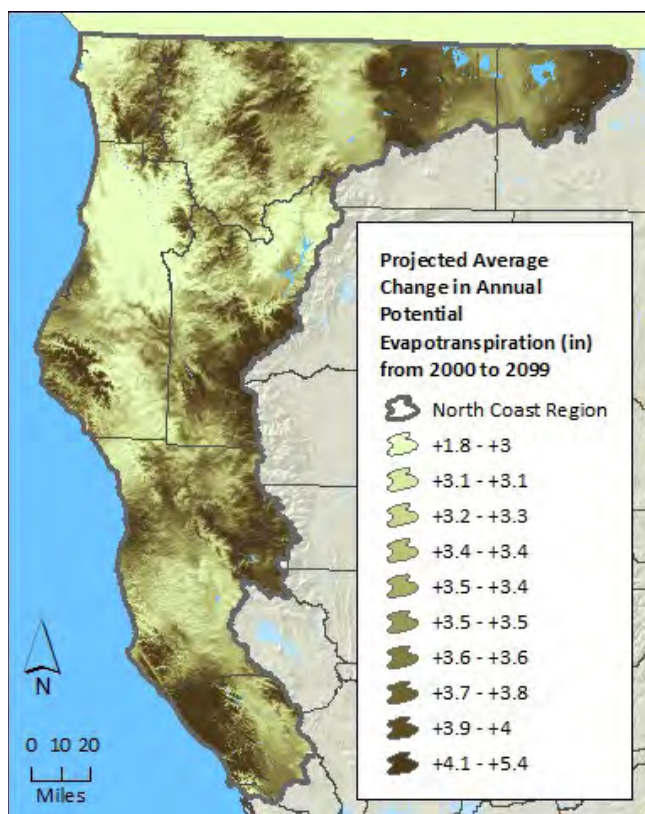 Projected Average
Change in Annual
Potential
Evapotranspiration (in)
from 2000 to 2099
North Coast Region
+1.8 - +3
+3.1 - +3.1
+3.2 - +3.3
+3.4 - +3.4
+3.5 - +3.4
+3.5 - +3.5
+3.6 - +3.6
+3.7 - +3.8
+3.9 - +4
+4.1 - +5.4
N
0 10 20
Miles